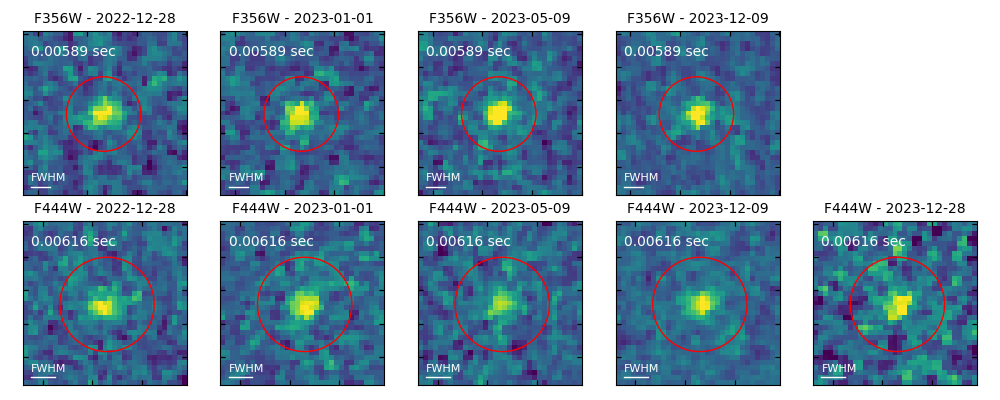 F356W - 2022-12-28
0.00589 sec
FWHM
F356W - 2023-01-01
0.00589 sec
FWHM
F356W - 2023-05-09
0.00589 sec
FWHM
F356W - 2023-12-09
0.00589 sec
FWHM
F444W - 2022-12-28
0.00616 sec
FWHM
F444W - 2023-01-01
0.00616 sec
FWHM
F444W - 2023-05-09
0.00616 sec
FWHM
F444W - 2023-12-09
0.00616 sec
FWHM
F444W - 2023-12-28
0.00616 sec
FWHM